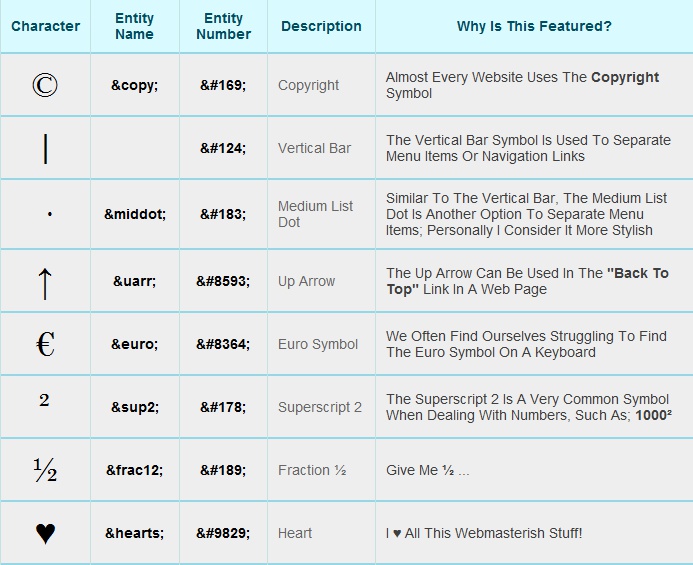 Character Entity Name Entity Number Description Why Is This Featured?
© &copy; &#169; Copyright Almost Every Website Uses The Copyright
Symbol
| &#124; Vertical Bar The Vertical Bar Symbol Is Used To Separate
Menu Items Or Navigation Links
· &middot; &#183; Medium List Dot Similar To The Vertical Bar, The Medium List
Dot Is Another Option To Separate Menu
Items; Personally I Consider It More Stylish
↑ &uarr; &#8593; Up Arrow The Up Arrow Can Be Used In The "Back To
Top" Link In A Web Page
€ &euro; &#8364; Euro Symbol We Often Find Ourselves Struggling To Find
The Euro Symbol On A Keyboard
² &sup2; &#178; Superscript 2 The Superscript 2 Is A Very Common Symbol
When Dealing With Numbers, Such As; 1000²
½ &frac12; &#189; Fraction ½ Give Me ½ ...
♥ &hearts; &#9829; Heart I ♥ All This Webmasterish Stuff!